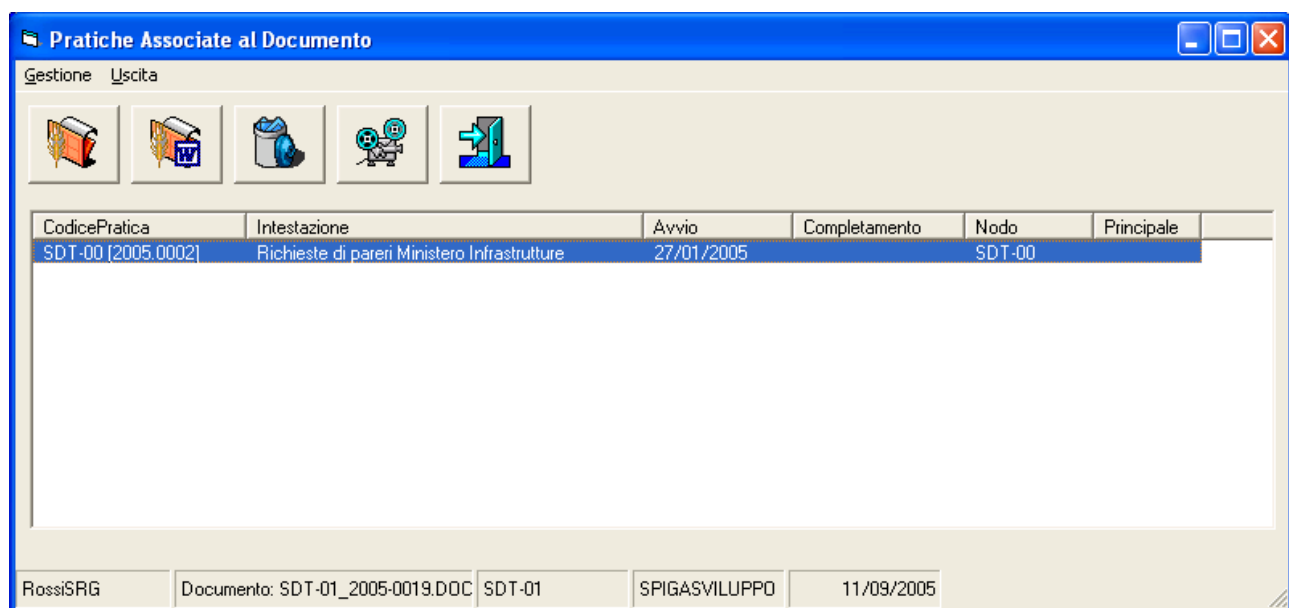 Pratiche Associate al Documento
Gestione Uscita
W
CodicePratica Intestazione Avvio Completamento Nodo Principale
SDT-00 [2005.0002] Richieste di pareri Ministero Infrastrutture 27/01/2005 SDT-00
RossiSRG Documento: SDT-01_2005-0019.DOC SDT-01 SPIGASVILUPPO 11/09/2005